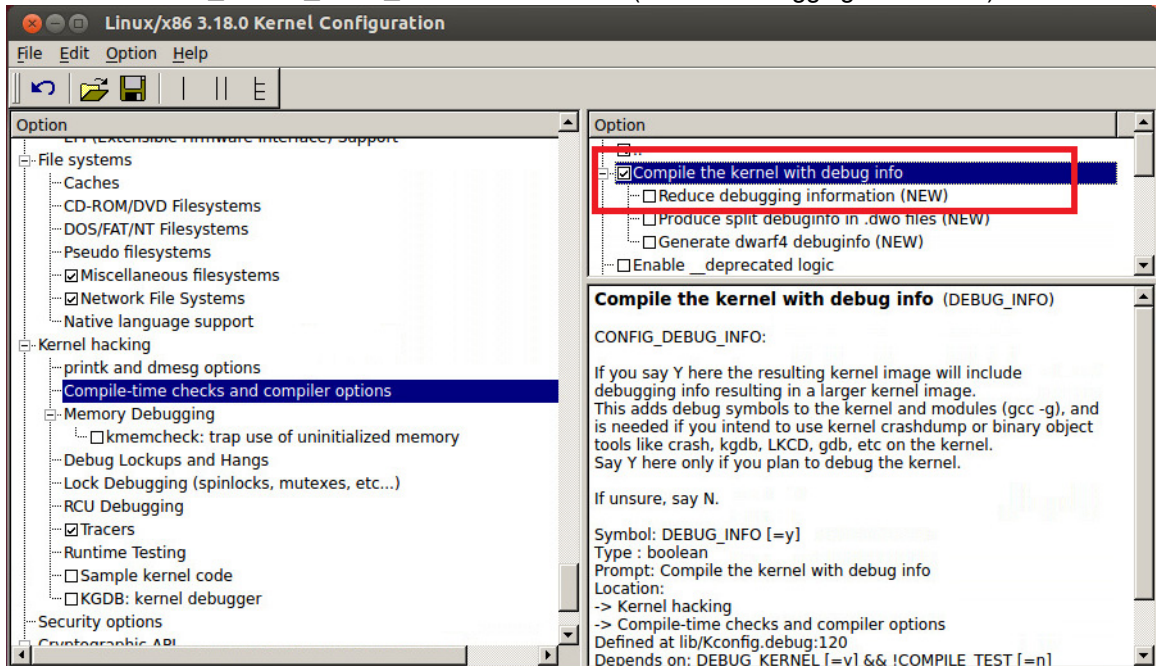 Linux/x86 3.18.0 Kernel Configuration
File Edit Option Help
Option
EFI (Extensible Firmware Interface) Support
File systems
Caches
CD-ROM/DVD Filesystems
DOS/FAT/NT Filesystems
Pseudo filesystems
Miscellaneous filesystems
Network File Systems
Native language support
Kernel hacking
printk and dmesg options
Compile-time checks and compiler options
Memory Debugging
kmemcheck: trap use of uninitialized memory
Debug Lockups and Hangs
Lock Debugging (spinlocks, mutexes, etc...)
RCU Debugging
Tracers
Runtime Testing
Sample kernel code
KGDB: kernel debugger
Security options
Cryptographic API
Option
..
Compile the kernel with debug info
Reduce debugging information (NEW)
Produce split debuginfo in .dwo files (NEW)
Generate dwarf4 debuginfo (NEW)
Enable __deprecated logic
Compile the kernel with debug info (DEBUG_INFO)
CONFIG_DEBUG_INFO:
If you say Y here the resulting kernel image will include
debugging info resulting in a larger kernel image.
This adds debug symbols to the kernel and modules (gcc -g), and
is needed if you intend to use kernel crashdump or binary object
tools like crash, kgdb, LKCD, gdb, etc on the kernel.
Say Y here only if you plan to debug the kernel.
If unsure, say N.
Symbol: DEBUG_INFO [=y]
Type : boolean
Prompt: Compile the kernel with debug info
Location:
-> Kernel hacking
-> Compile-time checks and compiler options
Defined at lib/Kconfig.debug:120
Depends on: DEBUG_KERNEL [=y] && !COMPILE_TEST [=n]